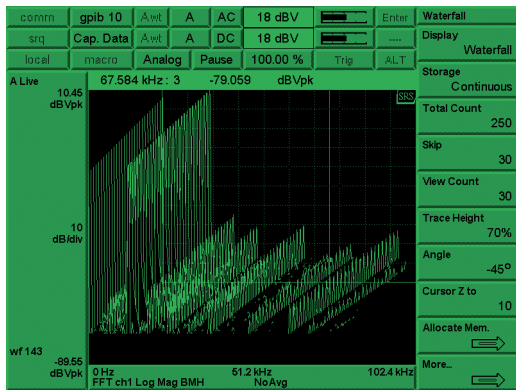 comm gpib 10 Awt A AC 18 dBV Enter Waterfall
srq Cap. Data Awt A DC 18 dBV ---- Display
Waterfall
local macro Analog Pause 100.00 % Trig ALT
A Live 67.584 kHz: 3 -79.059 dBVpk
Storage
Continuous
10.45
dBVpk
SRS
Total Count
250
Skip
30
View Count
30
10
dB/div
Trace Height
70%
Angle
-45°
Cursor Z to
10
Allocate Mem.
wf 143
-89.55
dBVpk
0 Hz 51.2 kHz 102.4 kHz
FFT ch1 Log Mag BMH NoAvg
More...